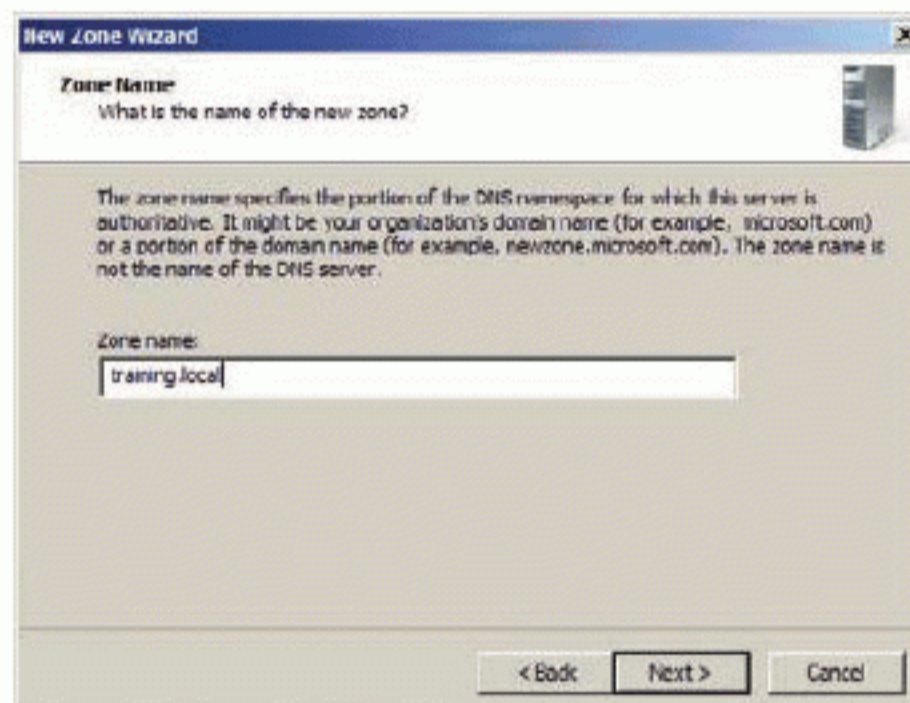 New Zone Wizard
Zone Name
What is the name of the new zone?
The zone name specifies the portion of the DNS namespace for which this server is
authoritative. It might be your organization's domain name (for example, microsoft.com)
or a portion of the domain name (for example, newzone.microsoft.com). The zone name is
not the name of the DNS server.
Zone name:
training.local
< Back
Next >
Cancel